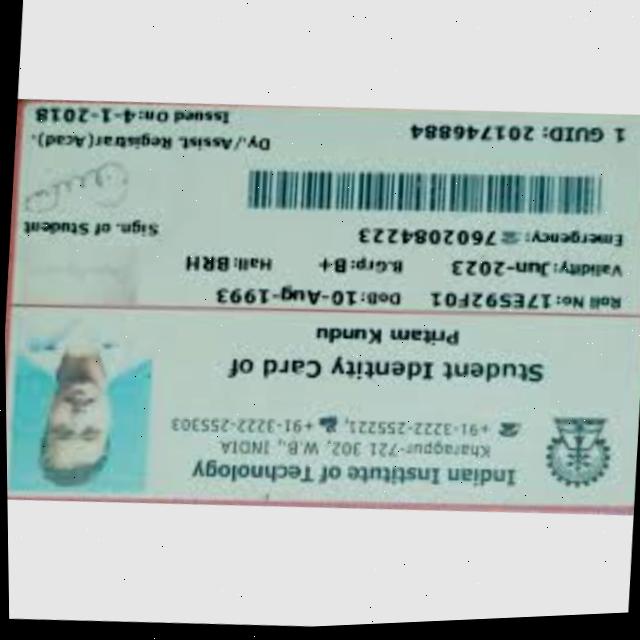 Indian Institute of Technology
Kharagpur-721 302, W.B., INDIA
☎ +91-3222-255221, +91-3222-255303
Student Identity Card of
Pritam Kundu
Roll No: 17ES92F01 DoB: 10-Aug-1993
Validity: Jun-2023 B.Grp: B+ Hall: BRH
Emergency: ☎ 7602084223
Sign. of Student
1 GUID: 201746884
Dy./Assist. Registrar(Acad).
Issued On: 4-1-2018